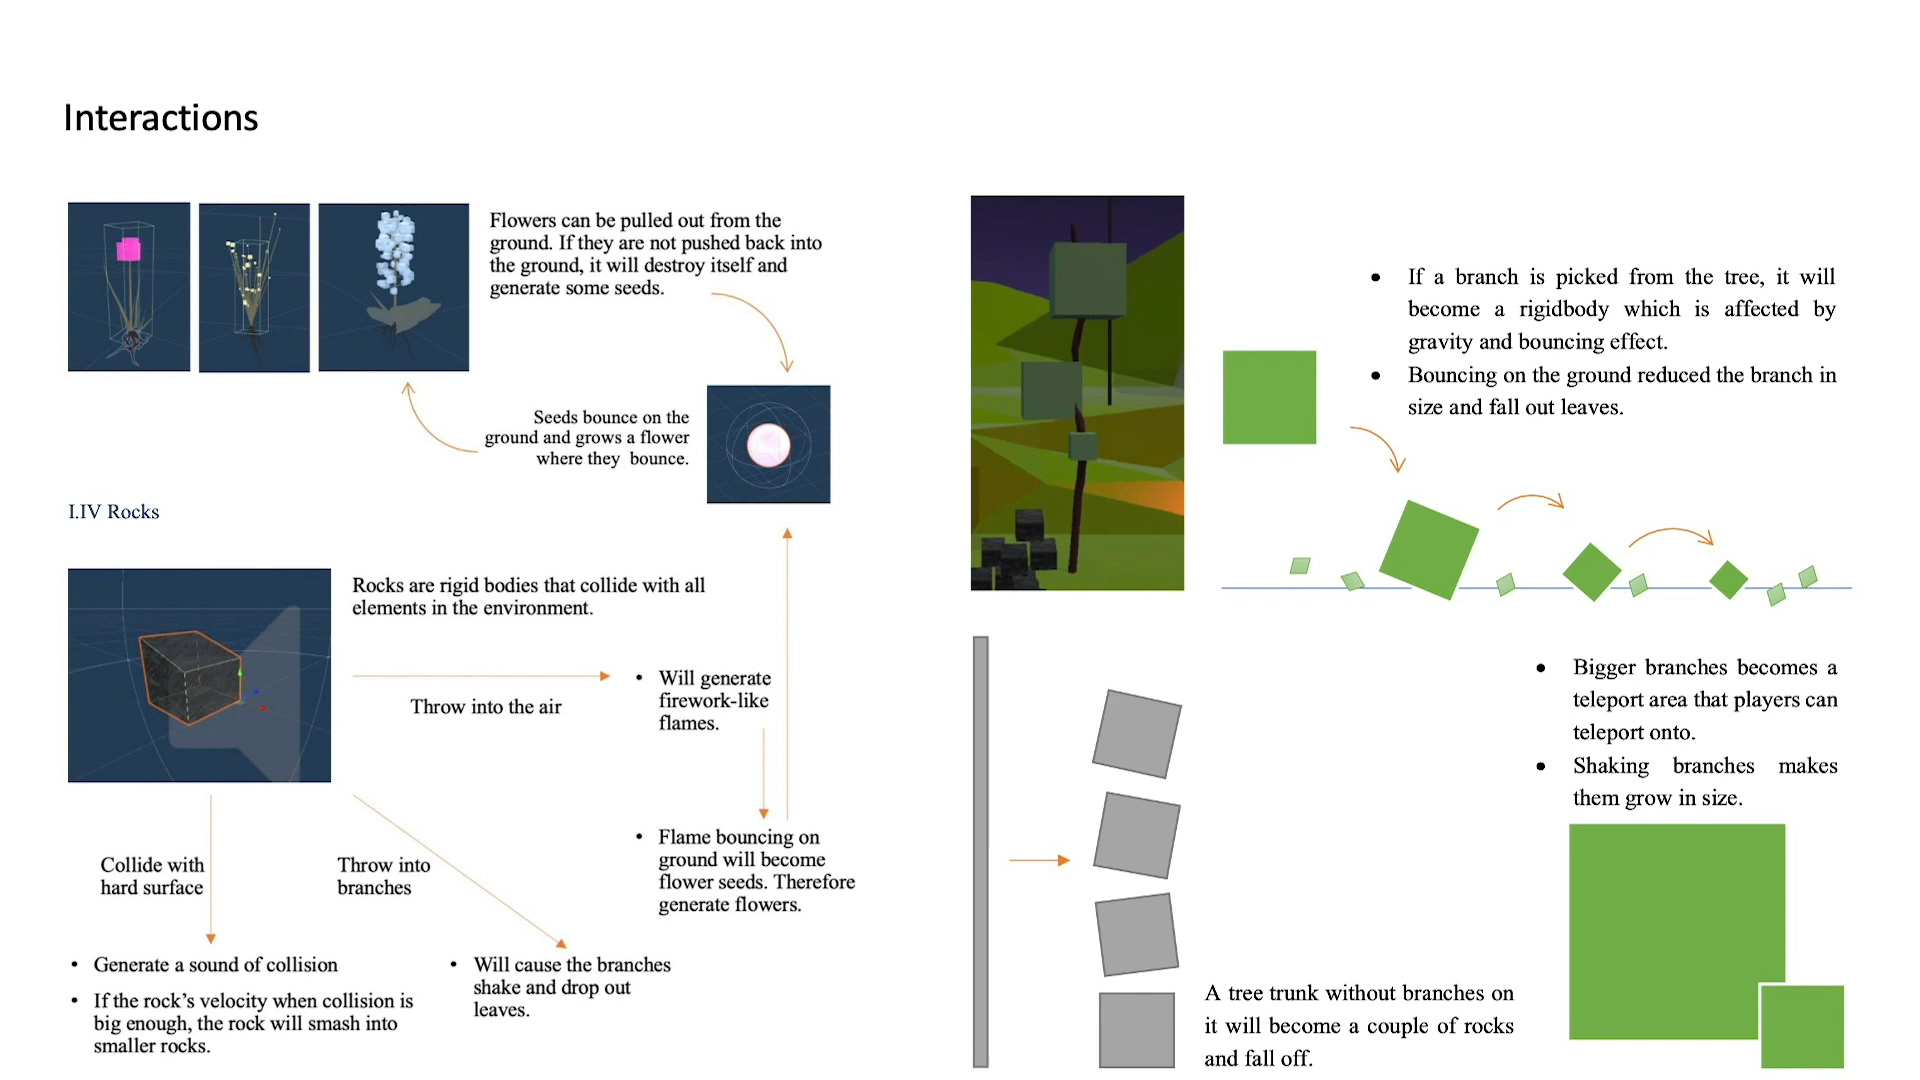 Interactions
Flowers can be pulled out from the
ground. If they are not pushed back into
the ground, it will destroy itself and
generate some seeds.
Seeds bounce on the
ground and grows a flower
where they bounce.
I.IV Rocks
Rocks are rigid bodies that collide with all
elements in the environment.
Throw into the air
• Will generate
firework-like
flames.
• Flame bouncing on
ground will become
flower seeds. Therefore
generate flowers.
Collide with
hard surface
Throw into
branches
• Generate a sound of collision
• If the rock’s velocity when collision is
big enough, the rock will smash into
smaller rocks.
• Will cause the branches
shake and drop out
leaves.
• If a branch is picked from the tree, it will
become a rigidbody which is affected by
gravity and bouncing effect.
• Bouncing on the ground reduced the branch in
size and fall out leaves.
• Bigger branches becomes a
teleport area that players can
teleport onto.
• Shaking branches makes
them grow in size.
A tree trunk without branches on
it will become a couple of rocks
and fall off.